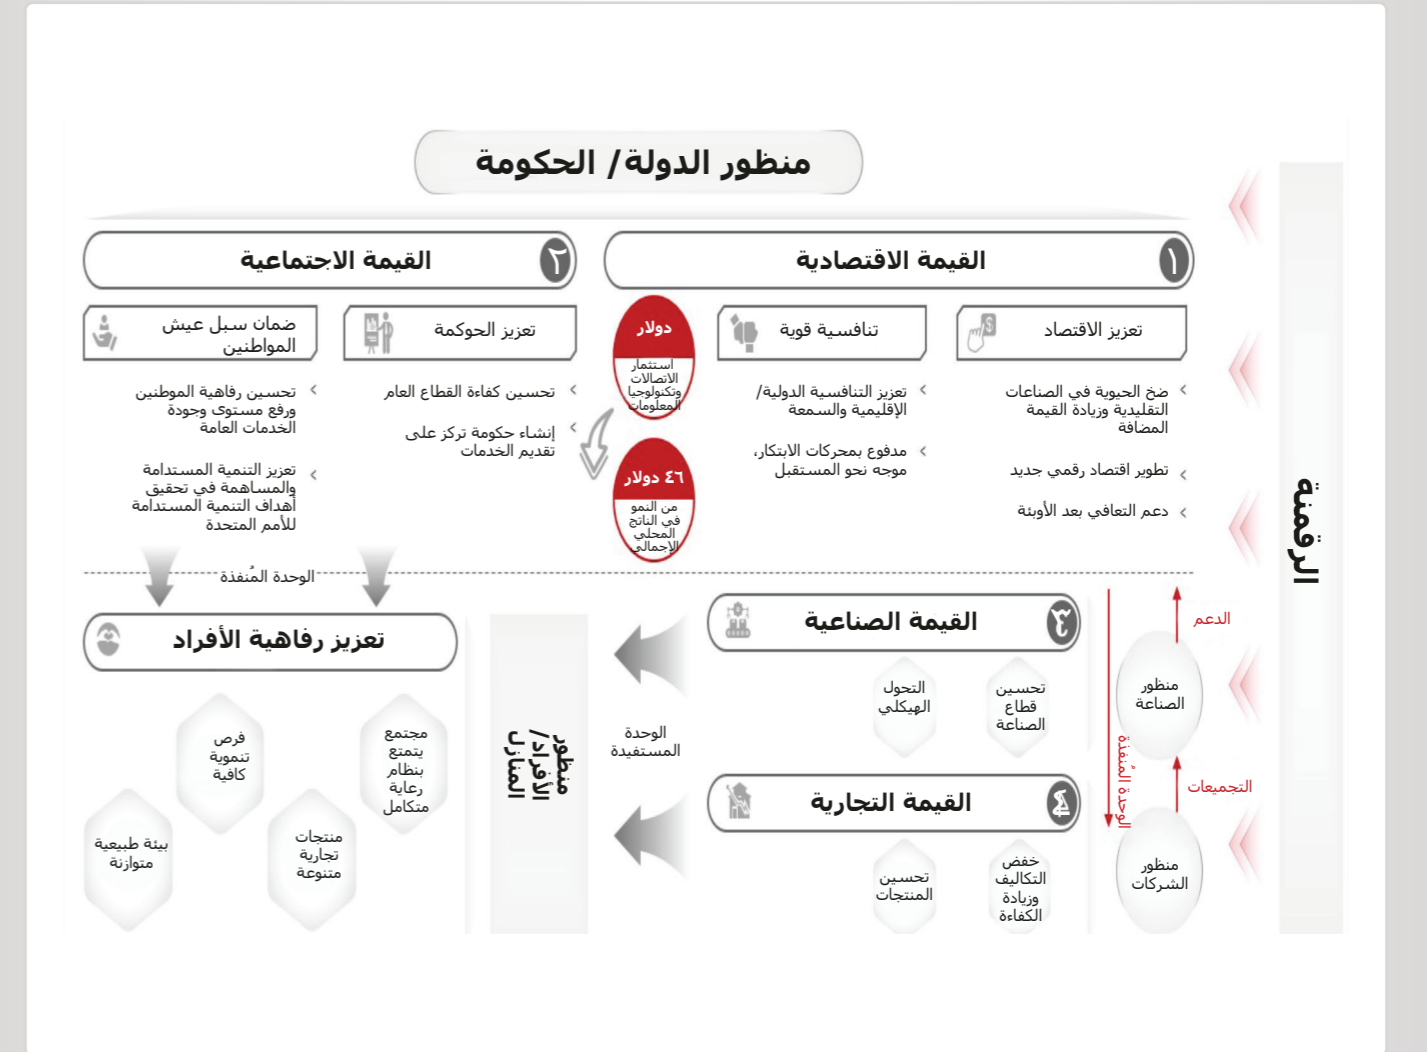 منظور الدولة/ الحكومة
١
القيمة الاقتصادية
٢
القيمة الاجتماعية
تعزيز الاقتصاد
ضخ الحيوية في الصناعات
التقليدية وزيادة القيمة
المضافة
تطوير اقتصاد رقمي جديد
دعم التعافي بعد الأوبئة
تنافسية قوية
تعزيز التنافسية الدولية/
الإقليمية والسمعة
مدفوع بمحركات الابتكار،
موجه نحو المستقبل
دولار
استثمار
الاتصالات
وتكنولوجيا
المعلومات
٤٦ دولار
من النمو
في الناتج
المحلي
الإجمالي
تعزيز الحوكمة
تحسين كفاءة القطاع العام
إنشاء حكومة تركز على
تقديم الخدمات
ضمان سبل عيش
المواطنين
تحسين رفاهية الموطنين
ورفع مستوى وجودة
الخدمات العامة
تعزيز التنمية المستدامة
والمساهمة في تحقيق
أهداف التنمية المستدامة
للأمم المتحدة
الرقمنة
الوحدة المُنفذة
الدعم
منظور
الصناعة
الوحدة المُنفذة
التجميعات
منظور
الشركات
٣
القيمة الصناعية
تحسين
قطاع
الصناعة
التحول
الهيكلي
٤
القيمة التجارية
خفض
التكاليف
وزيادة
الكفاءة
تحسين
المنتجات
الوحدة
المستفيدة
منظور
الأفراد/
المنازل
تعزيز رفاهية الأفراد
مجتمع
يتمتع
بنظام
رعاية
متكامل
فرص
تنموية
كافية
منتجات
تجارية
متنوعة
بيئة طبيعية
متوازنة